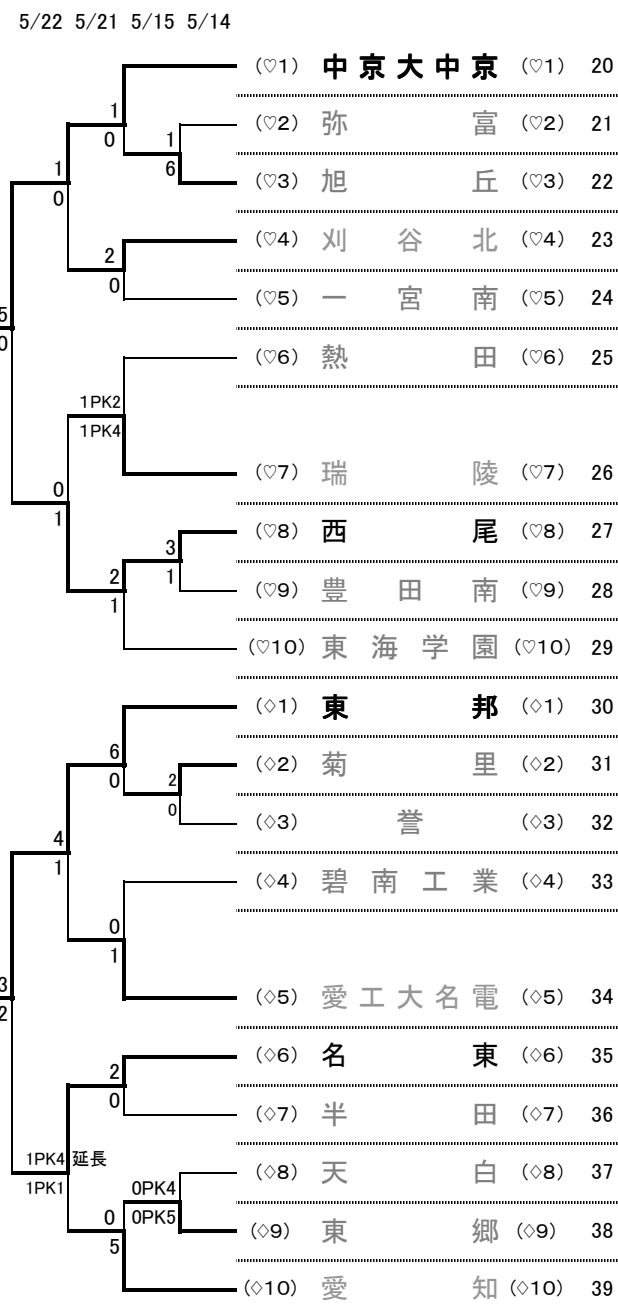 5/22 5/21 5/15 5/14
(♡1) 中京大中京 (♡1) 20
1
0
(♡2) 弥富 (♡2) 21
1
6
(♡3) 旭丘 (♡3) 22
1
0
(♡4) 刈谷北 (♡4) 23
2
0
(♡5) 一宮南 (♡5) 24
5
0
(♡6) 熱田 (♡6) 25
1PK2
1PK4
(♡7) 瑞陵 (♡7) 26
0
1
(♡8) 西尾 (♡8) 27
3
1
(♡9) 豊田南 (♡9) 28
2
1
(♡10) 東海学園 (♡10) 29
(◇1) 東邦 (◇1) 30
6
0
(◇2) 菊里 (◇2) 31
2
0
(◇3) 誉 (◇3) 32
4
1
(◇4) 碧南工業 (◇4) 33
0
1
(◇5) 愛工大名電 (◇5) 34
3
2
(◇6) 名東 (◇6) 35
2
0
(◇7) 半田 (◇7) 36
1PK4 延長
1PK1
(◇8) 天白 (◇8) 37
0PK4
0PK5
(◇9) 東郷 (◇9) 38
0
5
(◇10) 愛知 (◇10) 39